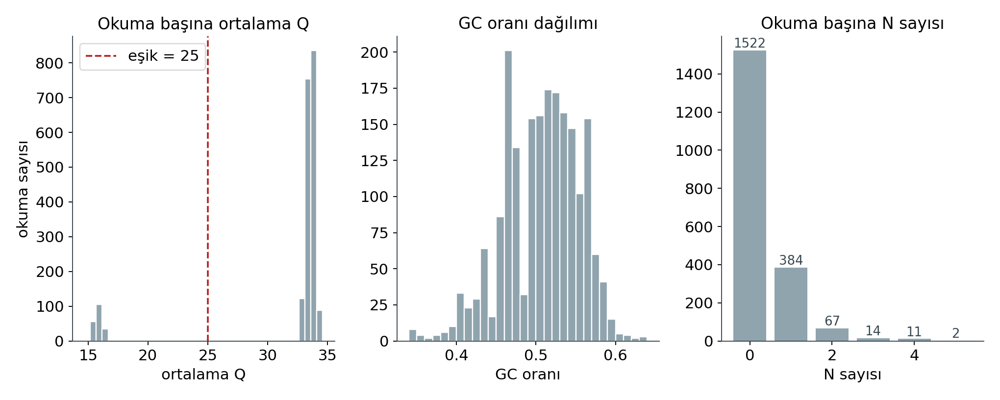 Okuma başına ortalama Q
eşik = 25
800
700
600
500
400
300
200
100
0
okuma sayısı
15 20 25 30 35
ortalama Q
GC oranı dağılımı
200
175
150
125
100
75
50
25
0
0.4 0.5 0.6
GC oranı
Okuma başına N sayısı
1522
384
67
14
11
2
1400
1200
1000
800
600
400
200
0
0 2 4
N sayısı